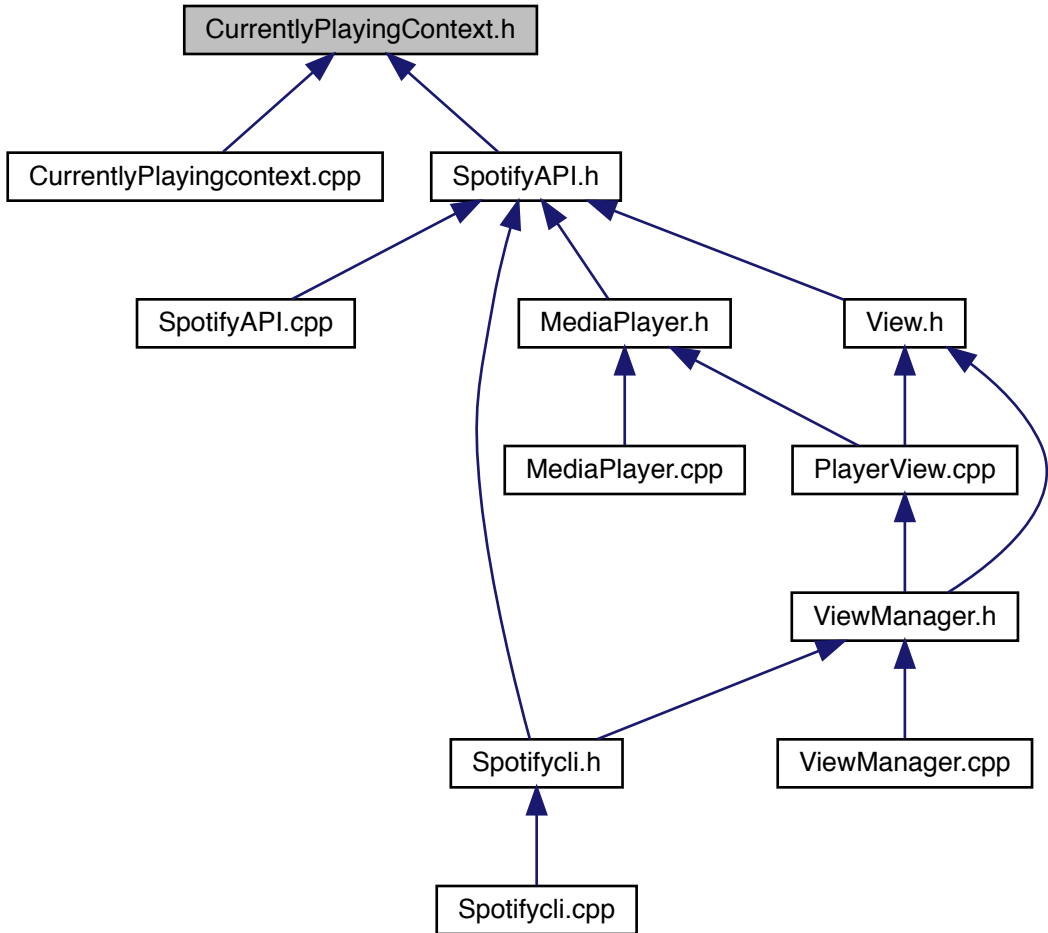 CurrentlyPlayingContext.h
CurrentlyPlayingcontext.cpp
SpotifyAPI.h
SpotifyAPI.cpp
MediaPlayer.h
View.h
MediaPlayer.cpp
PlayerView.cpp
ViewManager.h
Spotifycli.h
ViewManager.cpp
Spotifycli.cpp